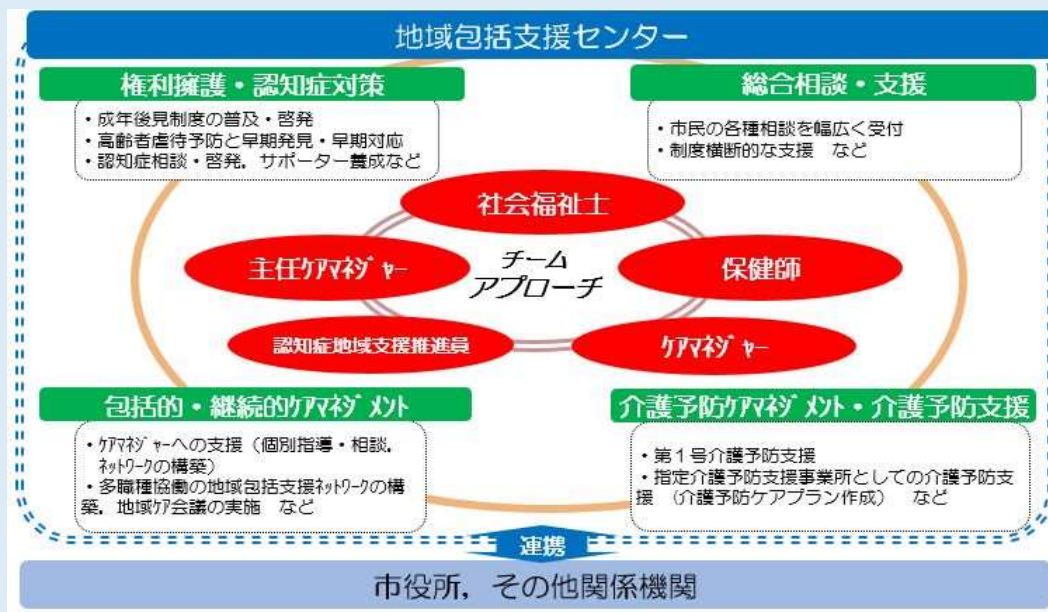 地域包括支援センター
権利擁護・認知症対策
・成年後見制度の普及・啓発
・高齢者虐待予防と早期発見・早期対応
・認知症相談・啓発，サポーター養成など
総合相談・支援
・市民の各種相談を幅広く受付
・制度横断的な支援　など
社会福祉士
主任ｹｱﾏﾈｼﾞｬｰ
チーム
アプローチ
保健師
認知症地域支援推進員
ｹｱﾏﾈｼﾞｬｰ
包括的・継続的ｹｱﾏﾈｼﾞﾒﾝﾄ
・ｹｱﾏﾈｼﾞｬｰへの支援（個別指導・相談，
ﾈｯﾄﾜｰｸの構築）
・多職種協働の地域包括支援ﾈｯﾄﾜｰｸの構
築，地域ケア会議の実施　など
介護予防ｹｱﾏﾈｼﾞﾒﾝﾄ・介護予防支援
・第１号介護予防支援
・指定介護予防支援事業所としての介護予防支
援　（介護予防ケアプラン作成）　など
連携
市役所，その他関係機関